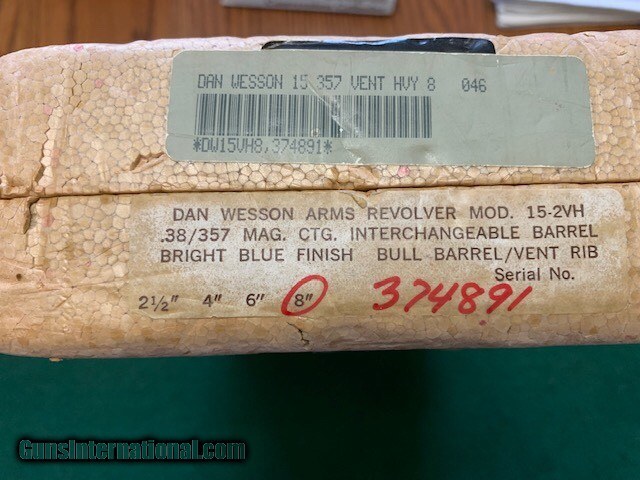 DAN WESSON 15 357 VENT HVY 8 046
*DW15VH8,374891*
DAN WESSON ARMS REVOLVER MOD. 15-2VH
.38/357 MAG. CTG. INTERCHANGEABLE BARREL
BRIGHT BLUE FINISH BULL BARREL/VENT RIB
Serial No.
2½" 4" 6" 8" 374891
GunsInternational.com